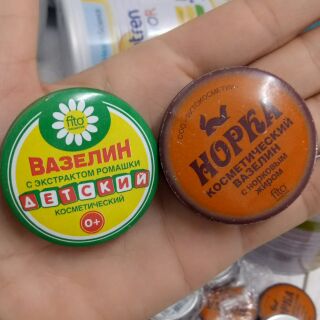 fito
ВАЗЕЛИН
С ЭКСТРАКТОМ РОМАШКИ
ДЕТСКИЙ
КОСМЕТИЧЕСКИЙ
0+
НОРКА
КОСМЕТИЧЕСКИЙ
ВАЗЕЛИН
С НОРКОВЫМ
ЖИРОМ
fito